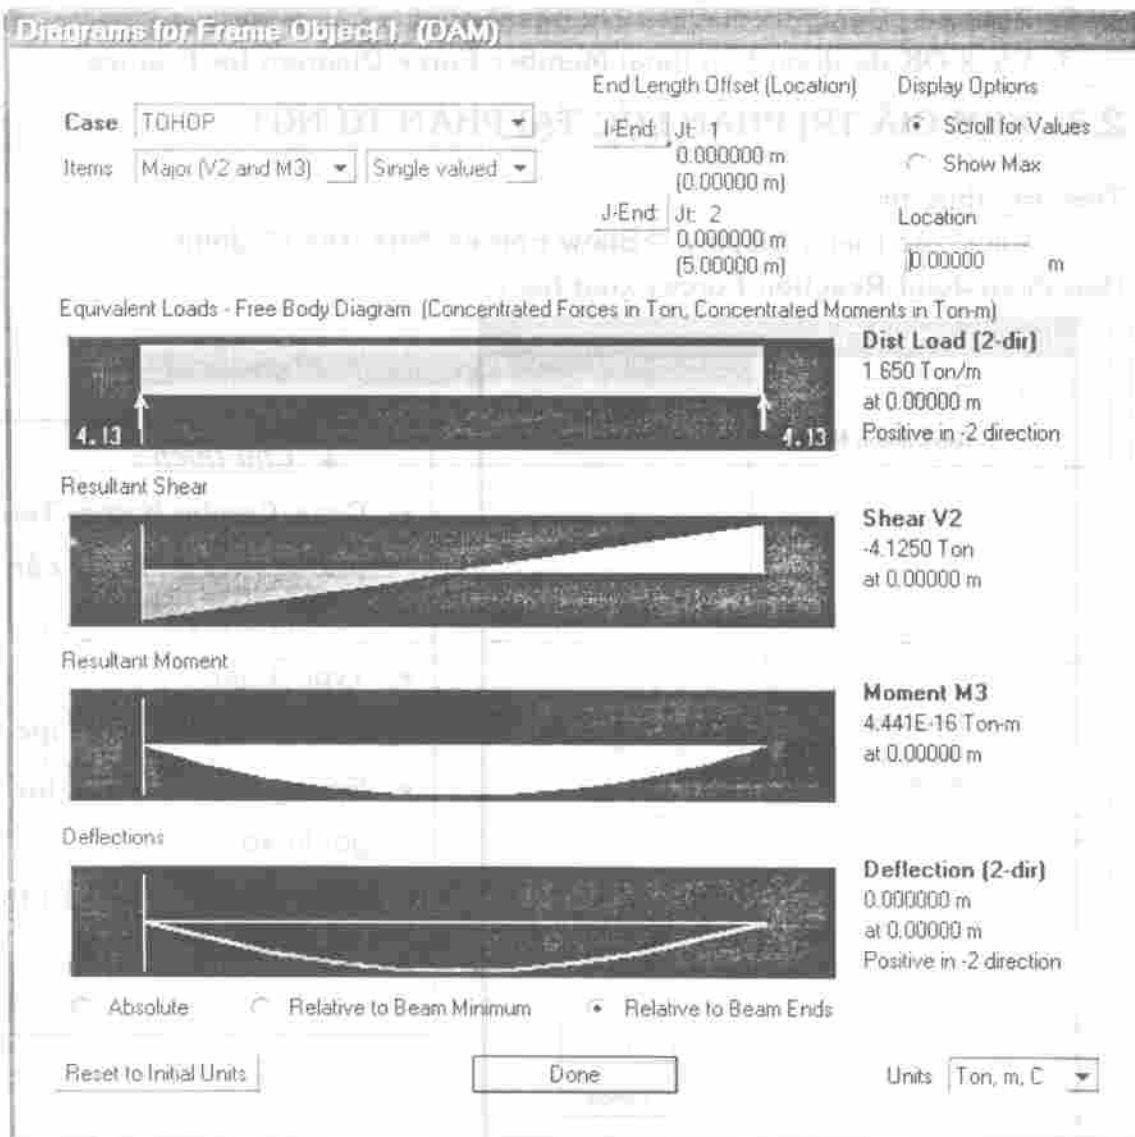 Diagrams for Frame Object 1 (DAM)
End Length Offset (Location)
Display Options
Case TOHOP
I-End: Jt: 1
Scroll for Values
0.000000 m
Items Major (V2 and M3) Single valued
(0.00000 m)
Show Max
J-End: Jt: 2
Location
0.000000 m
0.00000 m
(5.00000 m)
Equivalent Loads - Free Body Diagram (Concentrated Forces in Ton, Concentrated Moments in Ton-m)
Dist Load (2-dir)
1.650 Ton/m
at 0.00000 m
4.13 4.13
Positive in -2 direction
Resultant Shear
Shear V2
-4.1250 Ton
at 0.00000 m
Resultant Moment
Moment M3
4.441E-16 Ton-m
at 0.00000 m
Deflections
Deflection (2-dir)
0.000000 m
at 0.00000 m
Positive in -2 direction
Absolute Relative to Beam Minimum Relative to Beam Ends
Reset to Initial Units Done Units Ton, m, C